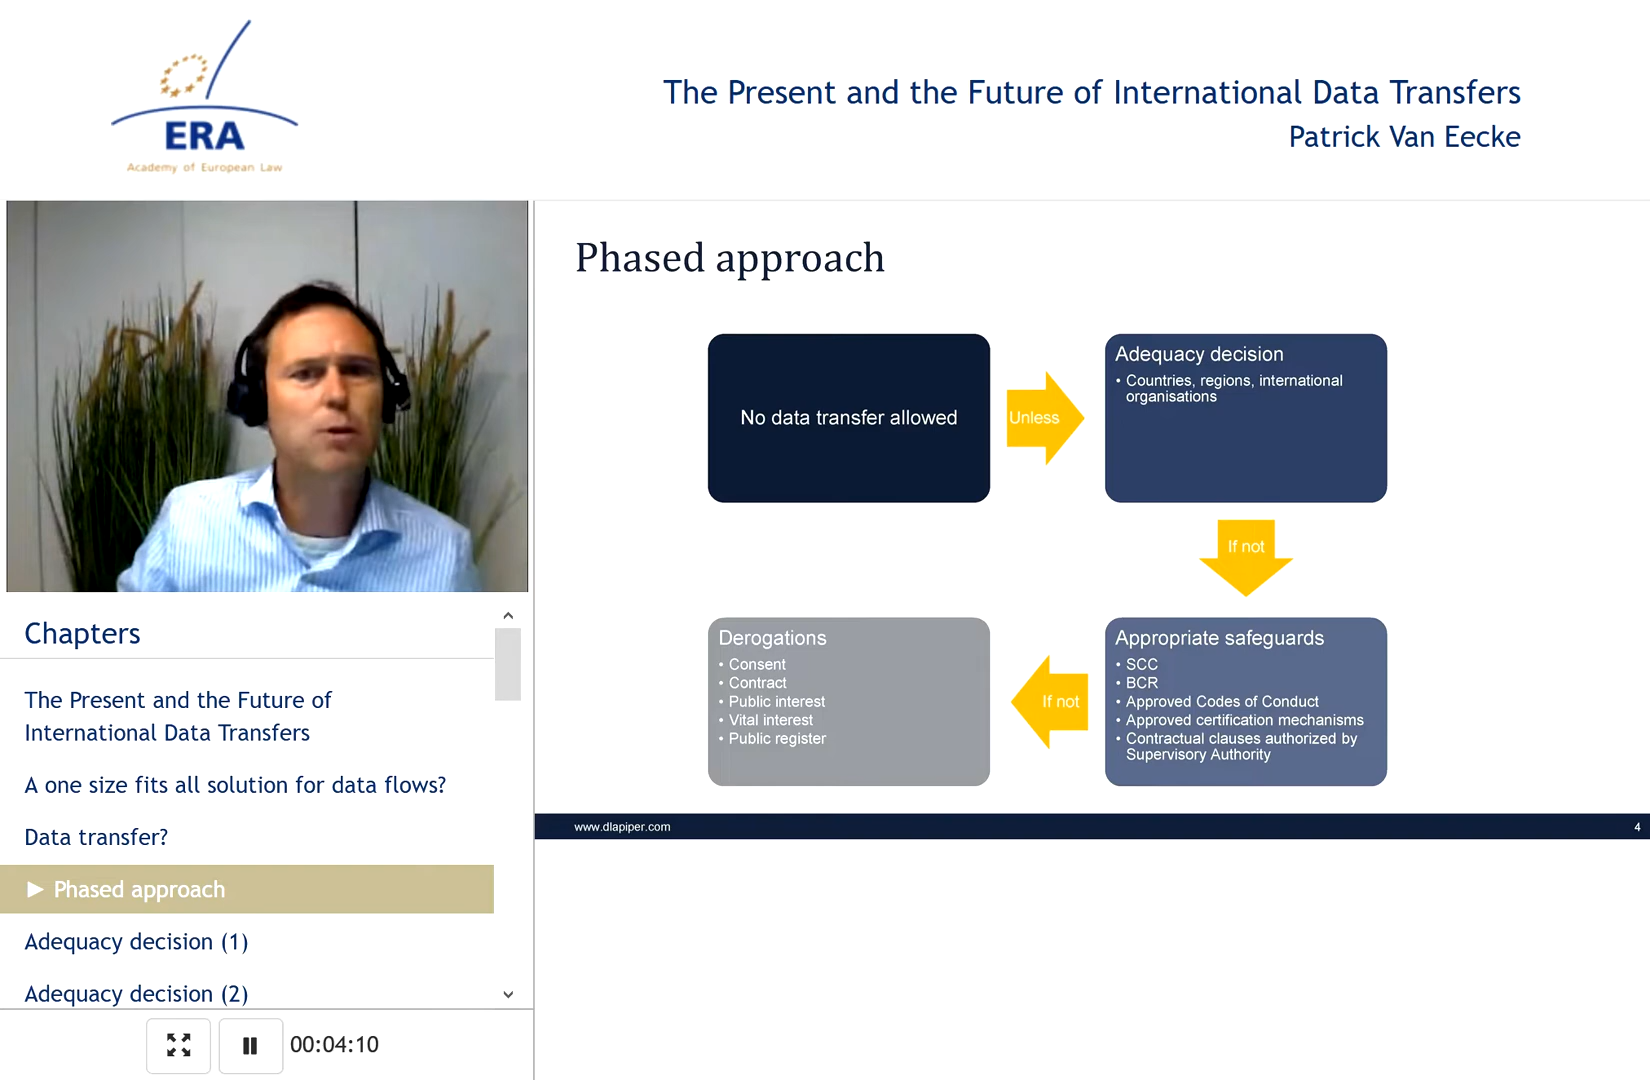 ERA
Academy of European Law
The Present and the Future of International Data Transfers
Patrick Van Eecke
Phased approach
No data transfer allowed
Unless
Adequacy decision
• Countries, regions, international
organisations
If not
Appropriate safeguards
• SCC
• BCR
• Approved Codes of Conduct
• Approved certification mechanisms
• Contractual clauses authorized by
Supervisory Authority
If not
Derogations
• Consent
• Contract
• Public interest
• Vital interest
• Public register
www.dlapiper.com
4
Chapters
The Present and the Future of
International Data Transfers
A one size fits all solution for data flows?
Data transfer?
► Phased approach
Adequacy decision (1)
Adequacy decision (2)
00:04:10